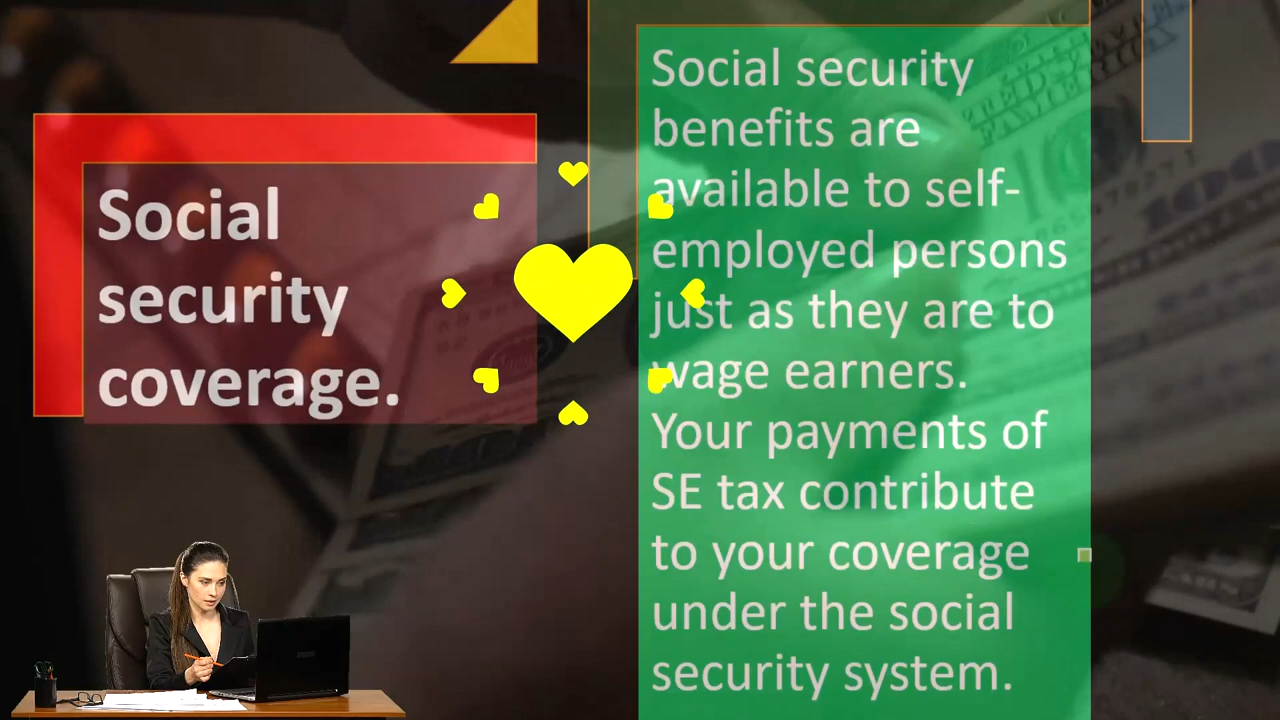 Social
security
coverage.
Social security
benefits are
available to self-
employed persons
just as they are to
wage earners.
Your payments of
SE tax contribute
to your coverage
under the social
security system.
100